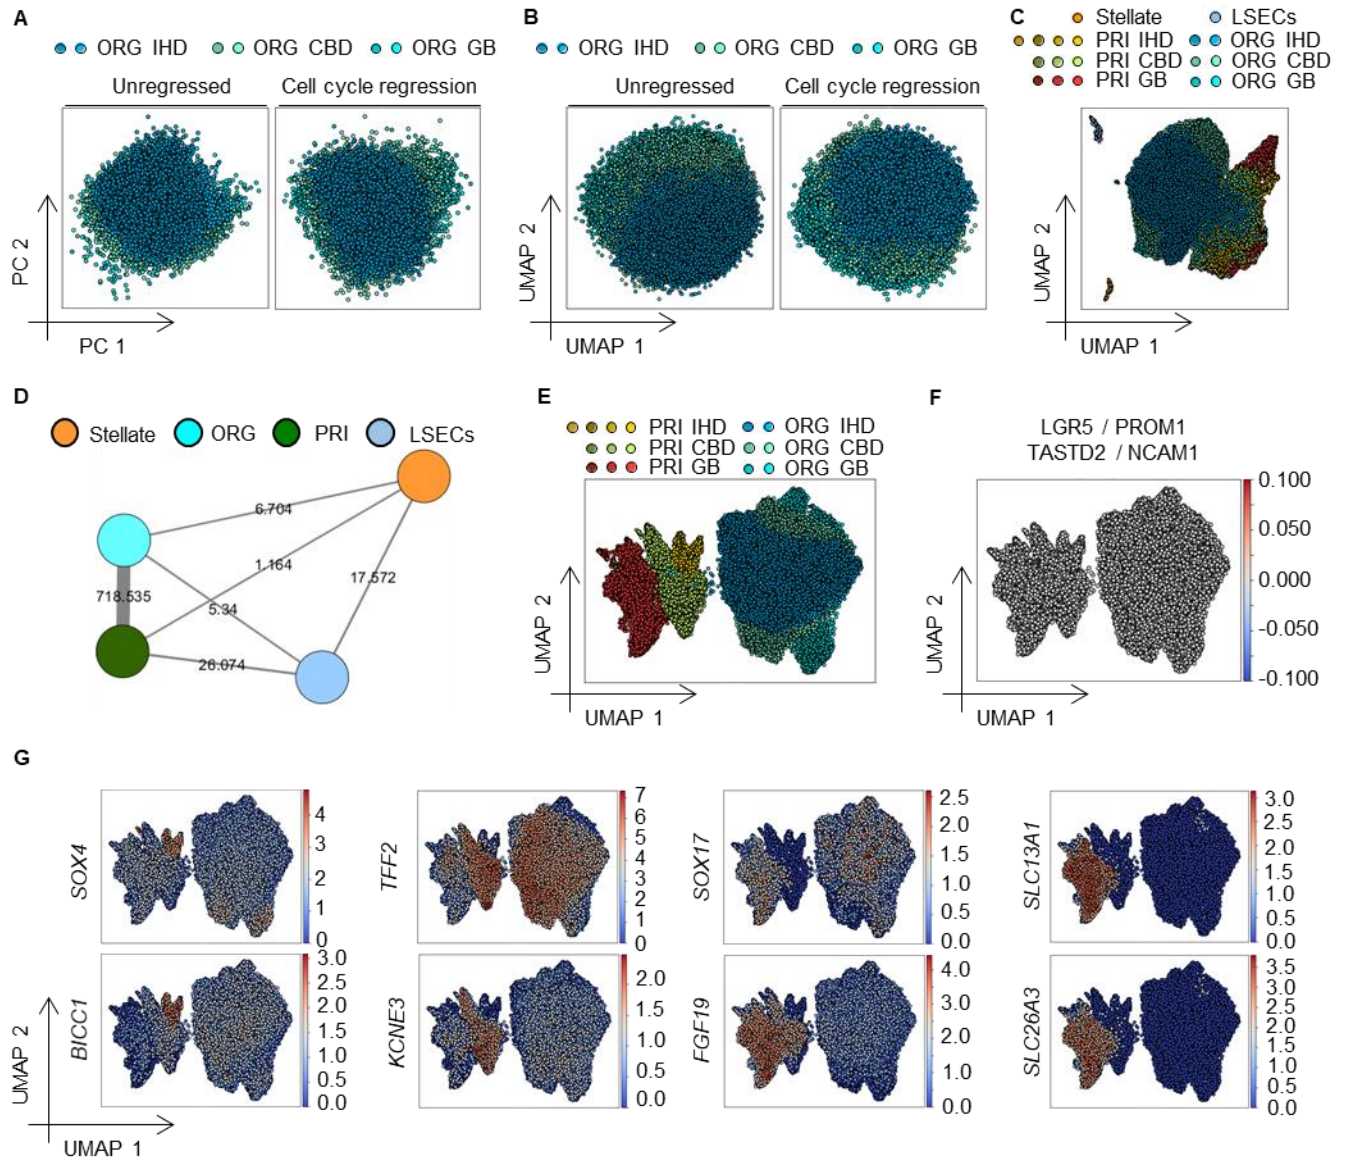 A
ORG IHD ORG CBD ORG GB
Unregressed Cell cycle regression
PC 2
PC 1
B
ORG IHD ORG CBD ORG GB
Unregressed Cell cycle regression
UMAP 2
UMAP 1
C
Stellate LSECs
PRI IHD ORG IHD
PRI CBD ORG CBD
PRI GB ORG GB
UMAP 2
UMAP 1
D
Stellate ORG PRI LSECs
6.704
1.164
17.572
718.535
5.34
26.074
E
PRI IHD ORG IHD
PRI CBD ORG CBD
PRI GB ORG GB
UMAP 2
UMAP 1
F
LGR5 / PROM1
TASTD2 / NCAM1
0.100
0.050
0.000
-0.050
-0.100
UMAP 2
UMAP 1
G
SOX4
4
3
2
1
0
TFF2
7
6
5
4
3
2
1
0
SOX17
2.5
2.0
1.5
1.0
0.5
0.0
SLC13A1
3.0
2.5
2.0
1.5
1.0
0.5
0.0
BICC1
3.0
2.5
2.0
1.5
1.0
0.5
0.0
KCNE3
2.0
1.0
0.0
FGF19
4.0
3.0
2.0
1.0
0.0
SLC26A3
3.5
3.0
2.5
2.0
1.5
1.0
0.5
0.0
UMAP 2
UMAP 1